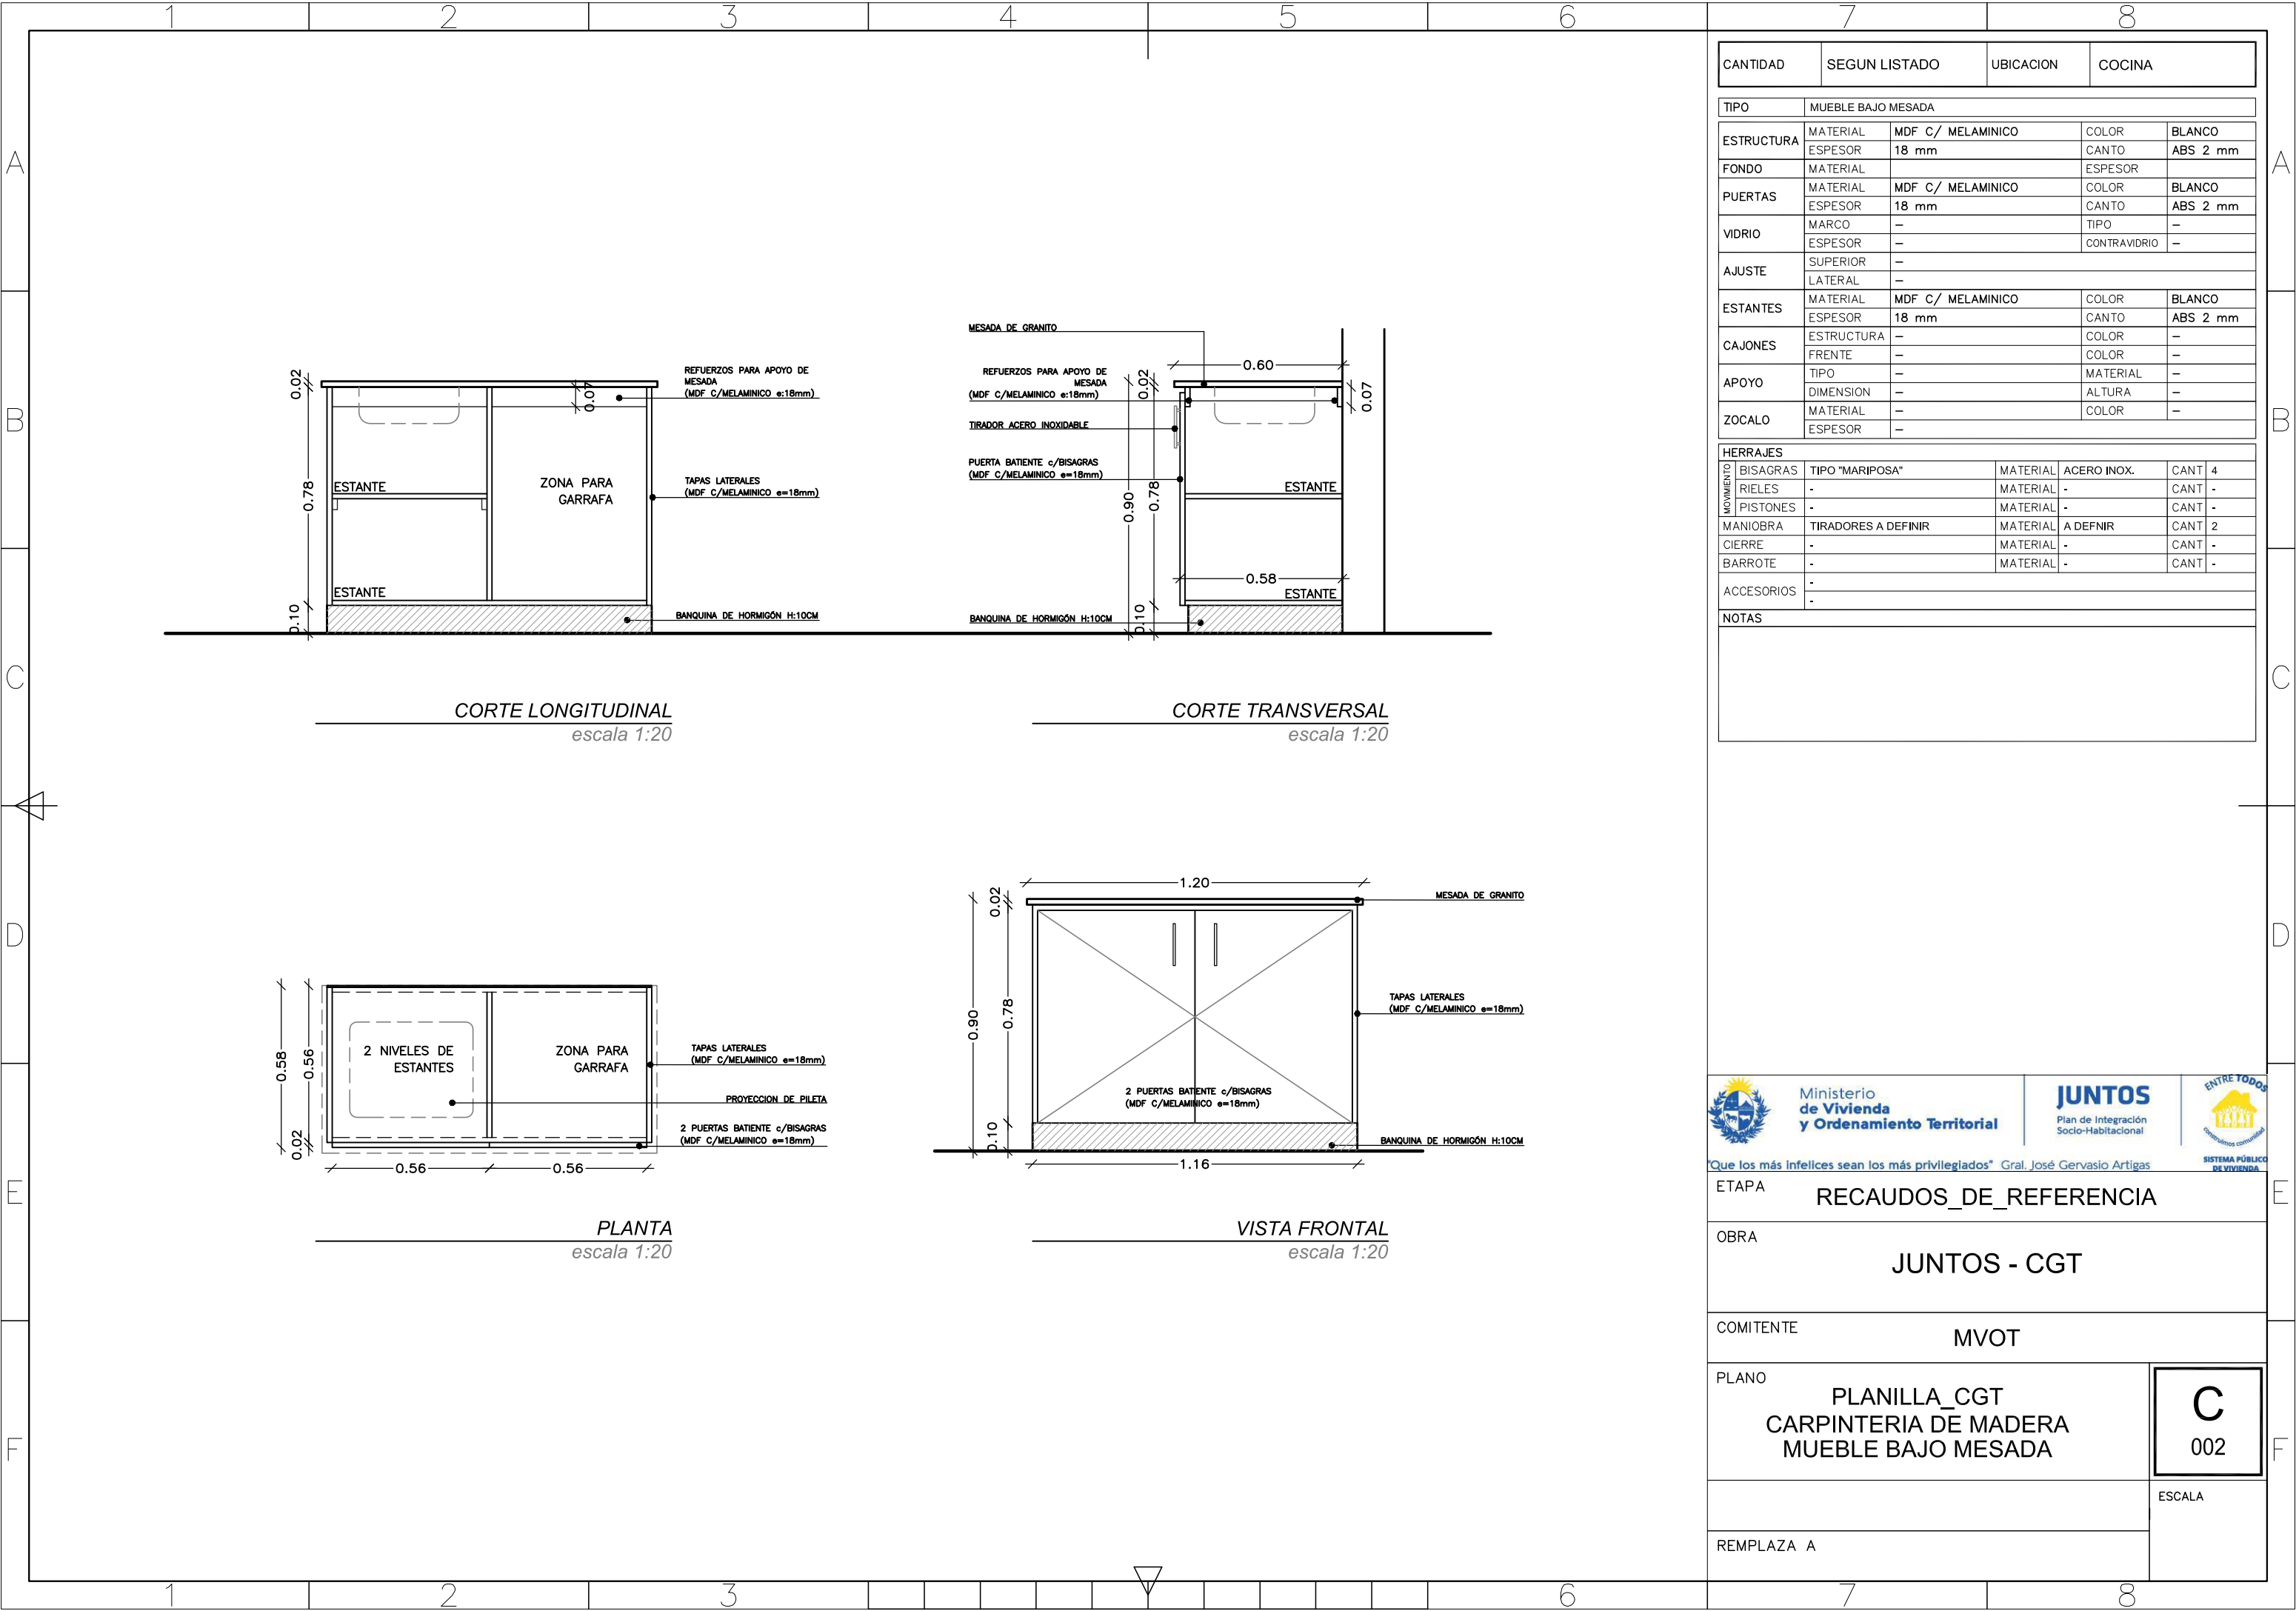 1 2 3 4 5 6 7 8
A
B
C
D
E
F
A
B
C
D
E
F
1 2 3 6 7 8
0.02
0.78
0.10
0.07
ESTANTE
ESTANTE
ZONA PARA
GARRAFA
REFUERZOS PARA APOYO DE
MESADA
(MDF C/MELAMINICO e:18mm)
TAPAS LATERALES
(MDF C/MELAMINICO e=18mm)
BANQUINA DE HORMIGÓN H:10CM
CORTE LONGITUDINAL
escala 1:20
MESADA DE GRANITO
REFUERZOS PARA APOYO DE
MESADA
(MDF C/MELAMINICO e:18mm)
TIRADOR ACERO INOXIDABLE
PUERTA BATIENTE c/BISAGRAS
(MDF C/MELAMINICO e=18mm)
BANQUINA DE HORMIGÓN H:10CM
0.60
0.02
0.07
0.90
0.78
0.10
0.58
ESTANTE
ESTANTE
CORTE TRANSVERSAL
escala 1:20
0.58
0.56
0.02
2 NIVELES DE
ESTANTES
ZONA PARA
GARRAFA
TAPAS LATERALES
(MDF C/MELAMINICO e=18mm)
PROYECCION DE PILETA
2 PUERTAS BATIENTE c/BISAGRAS
(MDF C/MELAMINICO e=18mm)
0.56 0.56
PLANTA
escala 1:20
1.20
0.02
0.90
0.78
0.10
MESADA DE GRANITO
TAPAS LATERALES
(MDF C/MELAMINICO e=18mm)
2 PUERTAS BATIENTE c/BISAGRAS
(MDF C/MELAMINICO e=18mm)
BANQUINA DE HORMIGÓN H:10CM
1.16
VISTA FRONTAL
escala 1:20
CANTIDAD SEGUN LISTADO UBICACION COCINA
TIPO MUEBLE BAJO MESADA
ESTRUCTURA MATERIAL MDF C/ MELAMINICO COLOR BLANCO
ESPESOR 18 mm CANTO ABS 2 mm
FONDO MATERIAL ESPESOR
PUERTAS MATERIAL MDF C/ MELAMINICO COLOR BLANCO
ESPESOR 18 mm CANTO ABS 2 mm
VIDRIO MARCO – TIPO –
ESPESOR – CONTRAVIDRIO –
AJUSTE SUPERIOR –
LATERAL –
ESTANTES MATERIAL MDF C/ MELAMINICO COLOR BLANCO
ESPESOR 18 mm CANTO ABS 2 mm
CAJONES ESTRUCTURA – COLOR –
FRENTE – COLOR –
APOYO TIPO – MATERIAL –
DIMENSION – ALTURA –
ZOCALO MATERIAL – COLOR –
ESPESOR –
HERRAJES
MOVIMIENTO
BISAGRAS TIPO "MARIPOSA" MATERIAL ACERO INOX. CANT 4
RIELES - MATERIAL - CANT -
PISTONES - MATERIAL - CANT -
MANIOBRA TIRADORES A DEFINIR MATERIAL A DEFNIR CANT 2
CIERRE - MATERIAL - CANT -
BARROTE - MATERIAL - CANT -
ACCESORIOS -
-
NOTAS
Ministerio
de Vivienda
y Ordenamiento Territorial
JUNTOS
Plan de Integración
Socio-Habitacional
ENTRE TODOS
construimos comunidad
SISTEMA PÚBLICO
DE VIVIENDA
"Que los más infelices sean los más privilegiados" Gral. José Gervasio Artigas
ETAPA
RECAUDOS_DE_REFERENCIA
OBRA
JUNTOS - CGT
COMITENTE
MVOT
PLANO
PLANILLA_CGT
CARPINTERIA DE MADERA
MUEBLE BAJO MESADA
C
002
ESCALA
REMPLAZA A